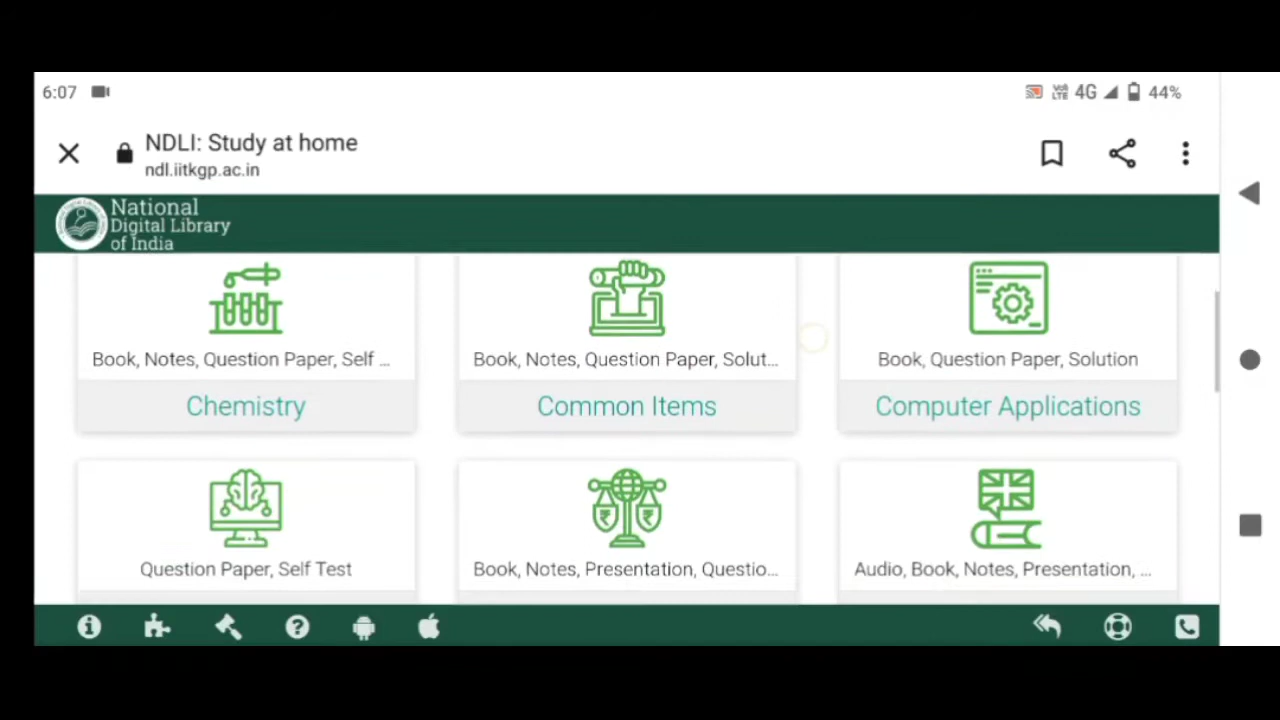 6:07
Vo LTE 4G 44%
NDLI: Study at home
ndl.iitkgp.ac.in
National
Digital Library
of India
Book, Notes, Question Paper, Self ...
Book, Notes, Question Paper, Solut...
Book, Question Paper, Solution
Chemistry
Common Items
Computer Applications
Question Paper, Self Test
Book, Notes, Presentation, Questio...
Audio, Book, Notes, Presentation, ...